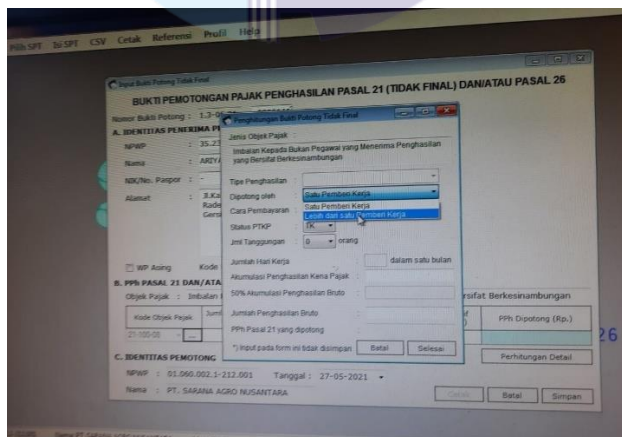 Pilih SPT Isi SPT CSV Cetak Referensi Profil Help
Input Bukti Potong Tidak Final
BUKTI PEMOTONGAN PAJAK PENGHASILAN PASAL 21 (TIDAK FINAL) DAN/ATAU PASAL 26
Nomor Bukti Potong :
Penghitungan Bukti Potong Tidak Final
A. IDENTITAS PENERIMA
Jenis Objek Pajak :
Imbalan Kepada Bukan Pegawai yang Menerima Penghasilan
yang Bersifat Berkesinambungan
NPWP : 35.2
Nama :
NIK/No. Paspor : -
Alamat :
Tipe Penghasilan :
Dipotong oleh : Satu Pemberi Kerja
Satu Pemberi Kerja
Lebih dari satu Pemberi Kerja
Cara Pembayaran :
Status PTKP : TK
Jml Tanggungan : 0 orang
Jumlah Hari Kerja : dalam satu bulan
Akumulasi Penghasilan Kena Pajak :
50% Akumulasi Penghasilan Bruto :
Jumlah Penghasilan Bruto :
PPh Pasal 21 yang dipotong :
*) Input pada form ini tidak disimpan Batal Selesai
WP Asing Kode
B. PPh PASAL 21 DAN/ATA
Objek Pajak : Imbalan
ersifat Berkesinambungan
Kode Objek Pajak
PPh Dipotong (Rp.)
21-100-08 ...
26
Perhitungan Detail
C. IDENTITAS PEMOTONG
NPWP : 01.060.002.1-212.001 Tanggal : 27-05-2021
Nama : PT. SARANA AGRO NUSANTARA
Cetak Batal Simpan